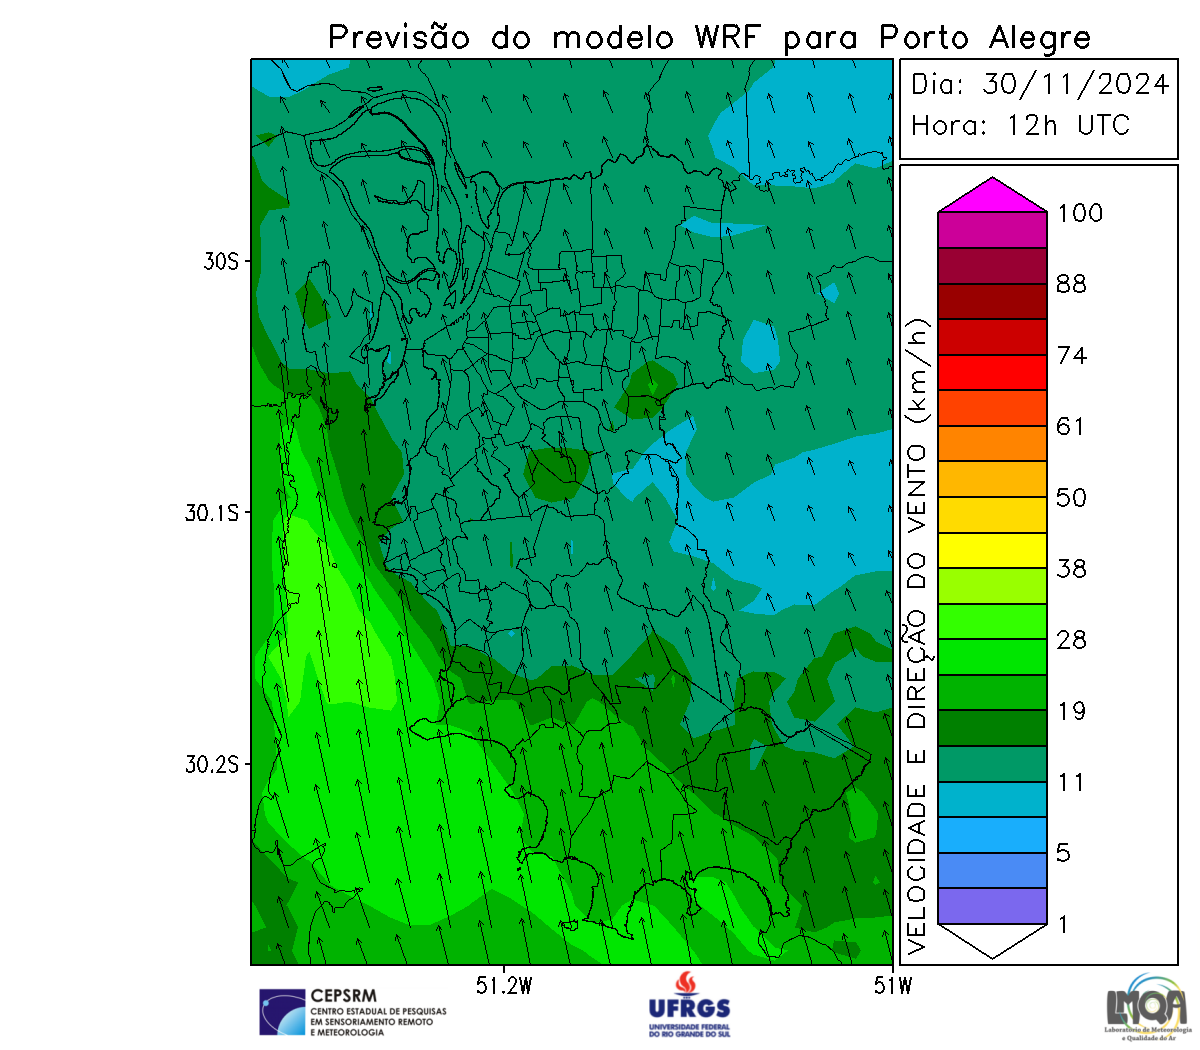 Previsão do modelo WRF para Porto Alegre
Dia: 30/11/2024
Hora: 12h UTC
30S
30.1S
30.2S
51.2W
51W
VELOCIDADE E DIREÇÃO DO VENTO (km/h)
100
88
74
61
50
38
28
19
11
5
1
CEPSRM
CENTRO ESTADUAL DE PESQUISAS
EM SENSORIAMENTO REMOTO
E METEOROLOGIA
UFRGS
UNIVERSIDADE FEDERAL
DO RIO GRANDE DO SUL
LMQA
Laboratório de Meteorologia
e Qualidade do Ar